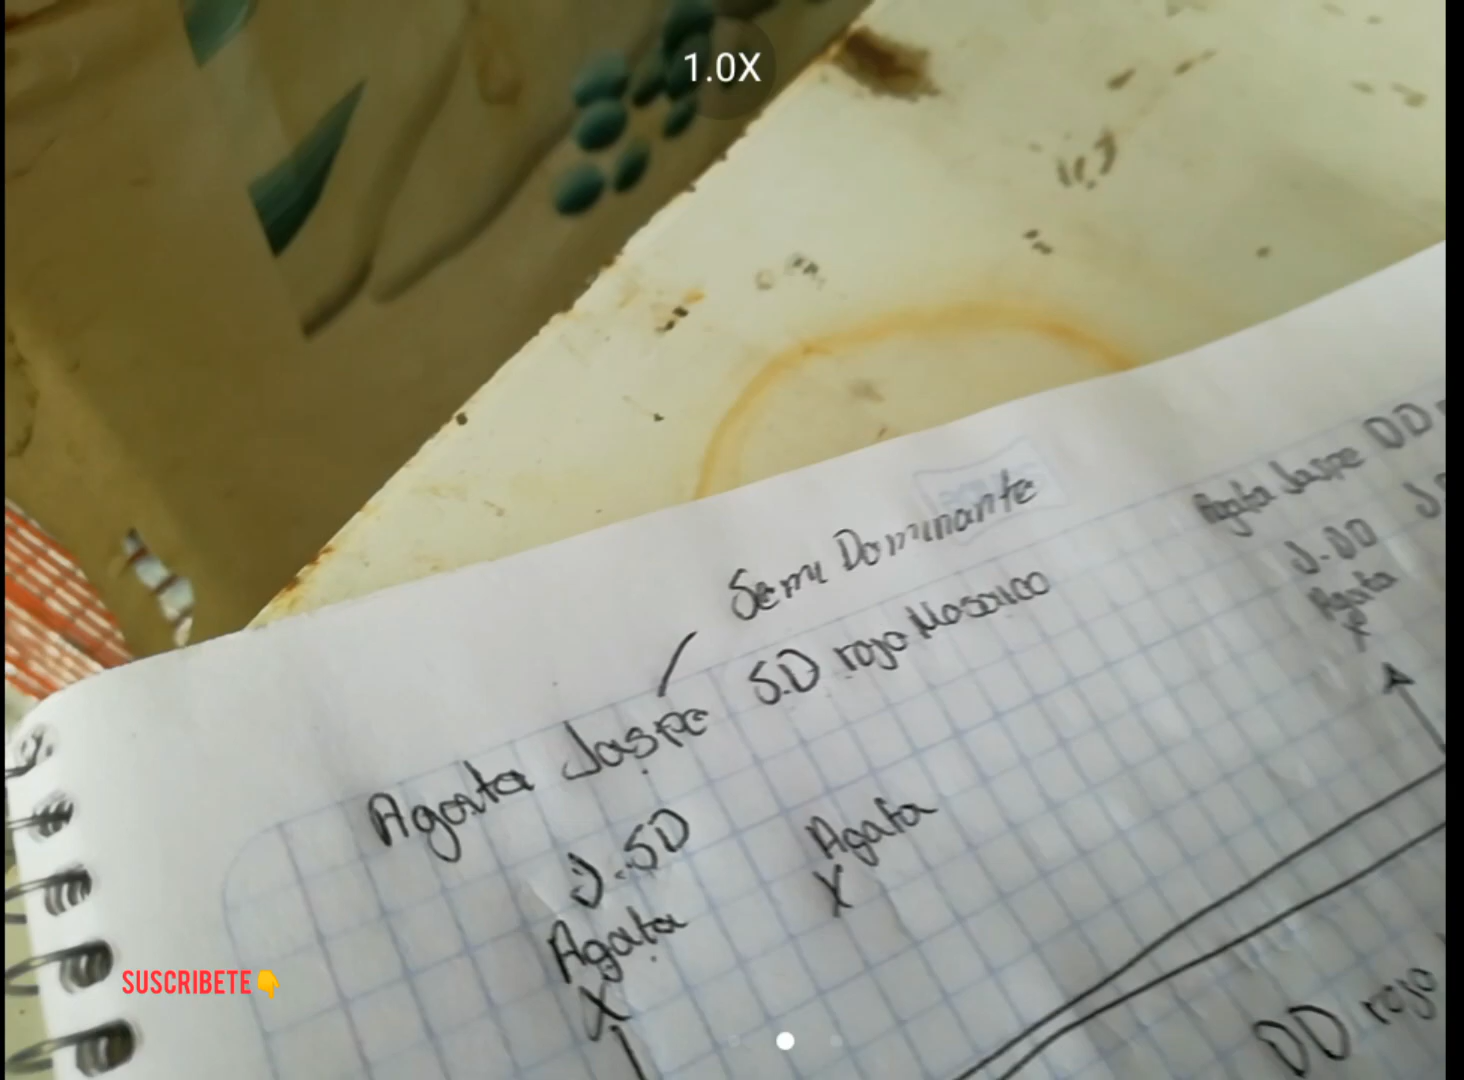 1.0X
Semi Dominante
Agata Jaspe S.D rojo Mosaico
J.SD
Agata
X
Agata
X
Agata Jaspe DD
J.DD
Agata
X
DD rojo
SUSCRIBETE👇